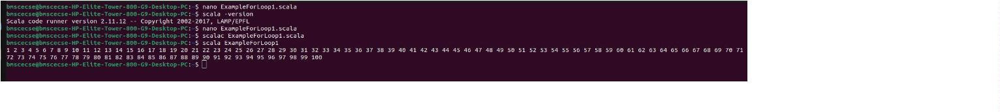 bmscecse@bmscecse-HP-Elite-Tower-800-G9-Desktop-PC:~$ nano ExampleForLoop1.scala
bmscecse@bmscecse-HP-Elite-Tower-800-G9-Desktop-PC:~$ scala -version
Scala code runner version 2.11.12 -- Copyright 2002-2017, LAMP/EPFL
bmscecse@bmscecse-HP-Elite-Tower-800-G9-Desktop-PC:~$ nano ExampleForLoop1.scala
bmscecse@bmscecse-HP-Elite-Tower-800-G9-Desktop-PC:~$ scalac ExampleForLoop1.scala
bmscecse@bmscecse-HP-Elite-Tower-800-G9-Desktop-PC:~$ scala ExampleForLoop1
1 2 3 4 5 6 7 8 9 10 11 12 13 14 15 16 17 18 19 20 21 22 23 24 25 26 27 28 29 30 31 32 33 34 35 36 37 38 39 40 41 42 43 44 45 46 47 48 49 50 51 52 53 54 55 56 57 58 59 60 61 62 63 64 65 66 67 68 69 70 71
72 73 74 75 76 77 78 79 80 81 82 83 84 85 86 87 88 89 90 91 92 93 94 95 96 97 98 99 100
bmscecse@bmscecse-HP-Elite-Tower-800-G9-Desktop-PC:~$